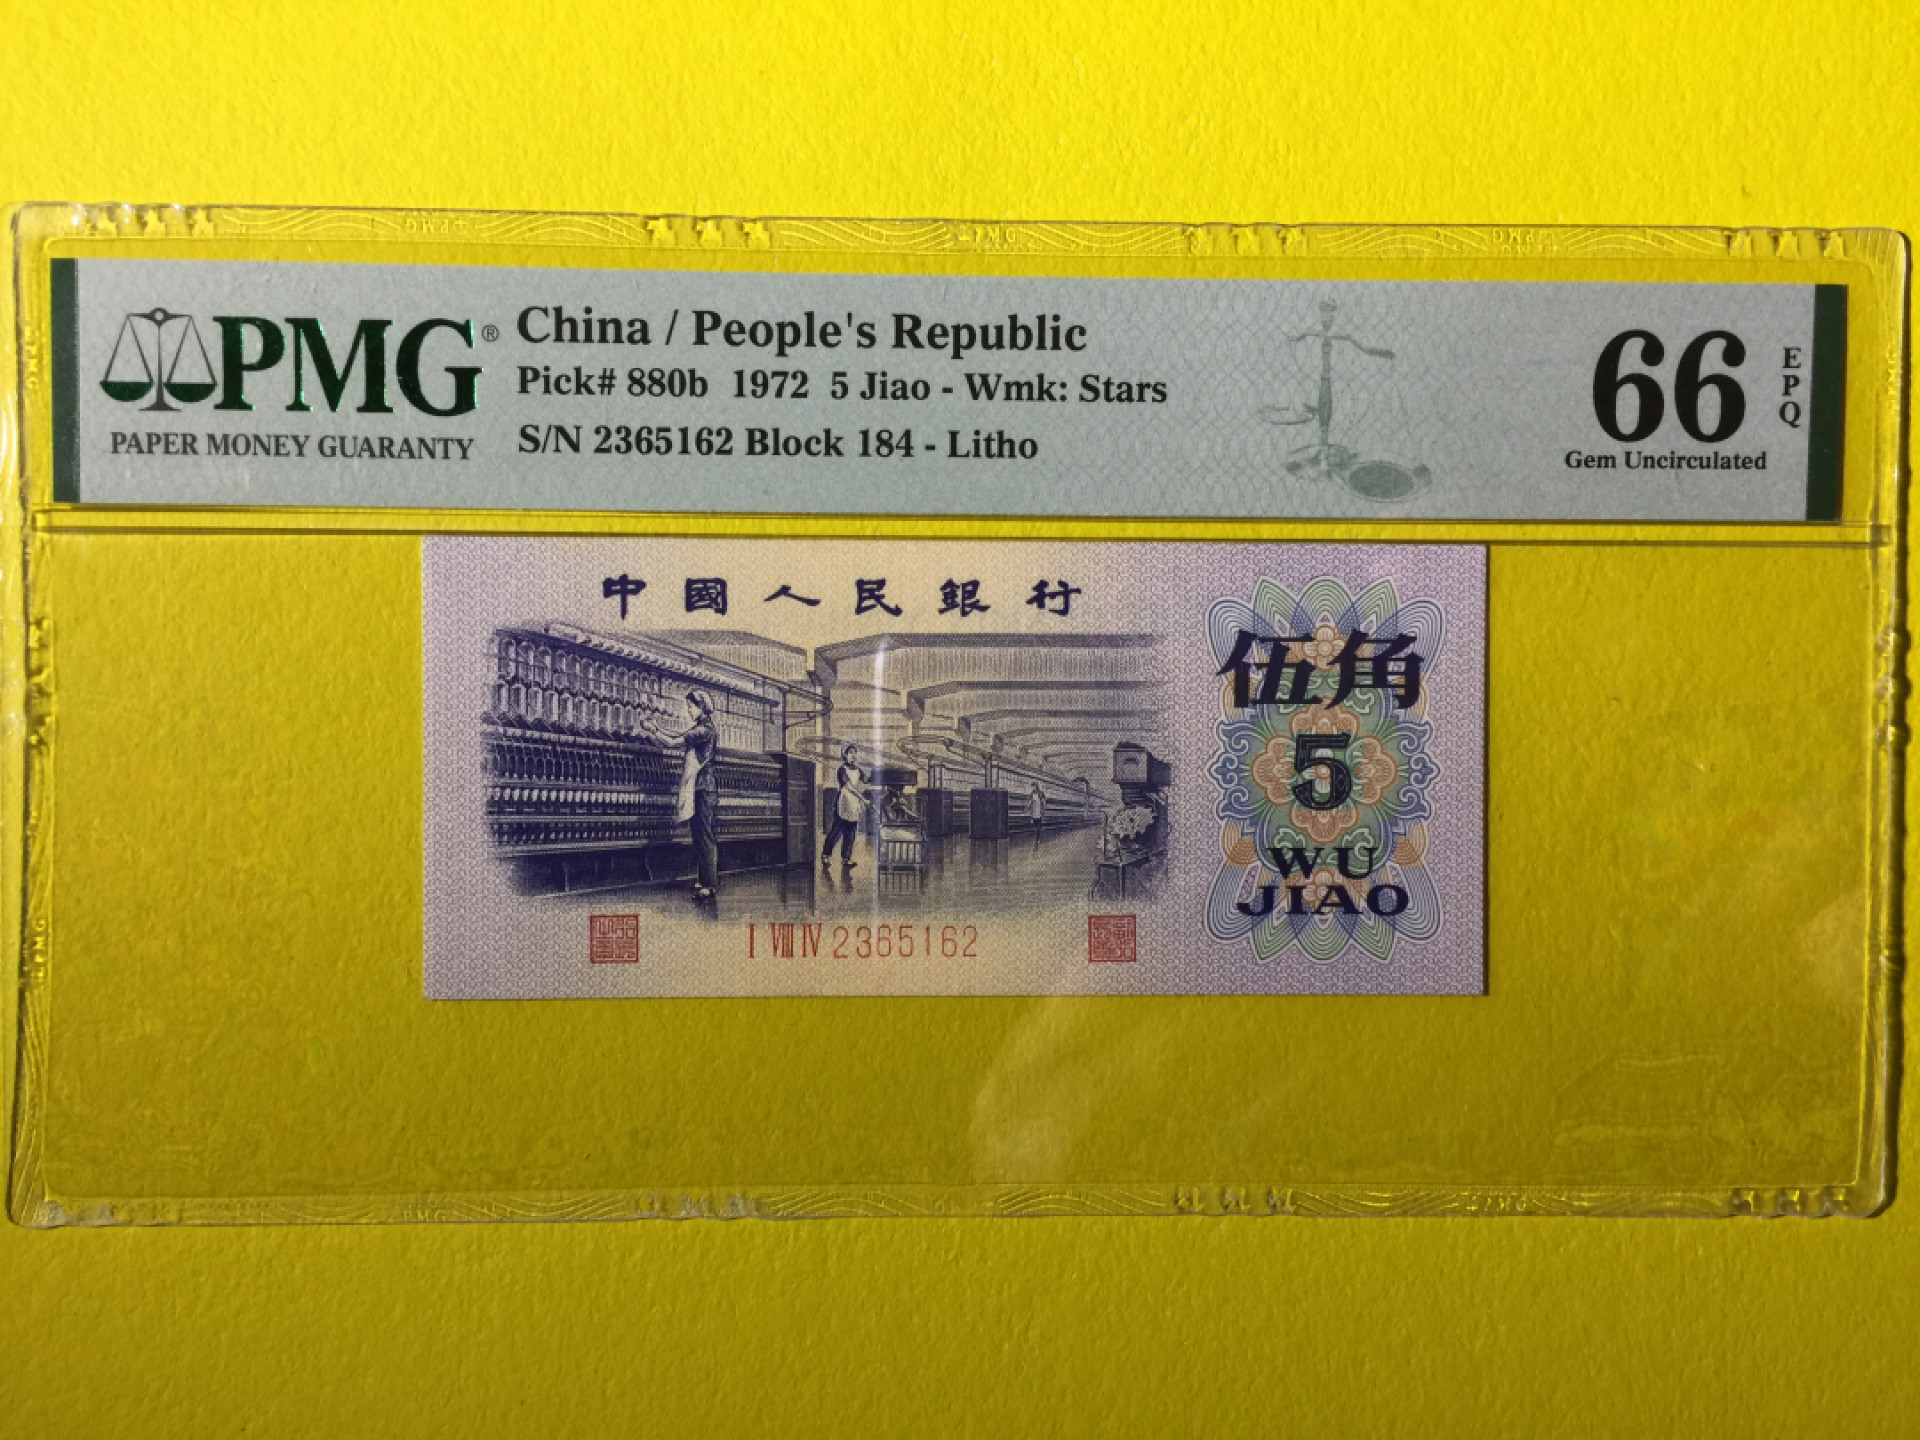 PMG®
PAPER MONEY GUARANTY
China / People's Republic
Pick# 880b 1972 5 Jiao - Wmk: Stars
S/N 2365162 Block 184 - Litho
66
EPQ
Gem Uncirculated
中國人民銀行
伍角
5
WU
JIAO
I VIII IV 2365162